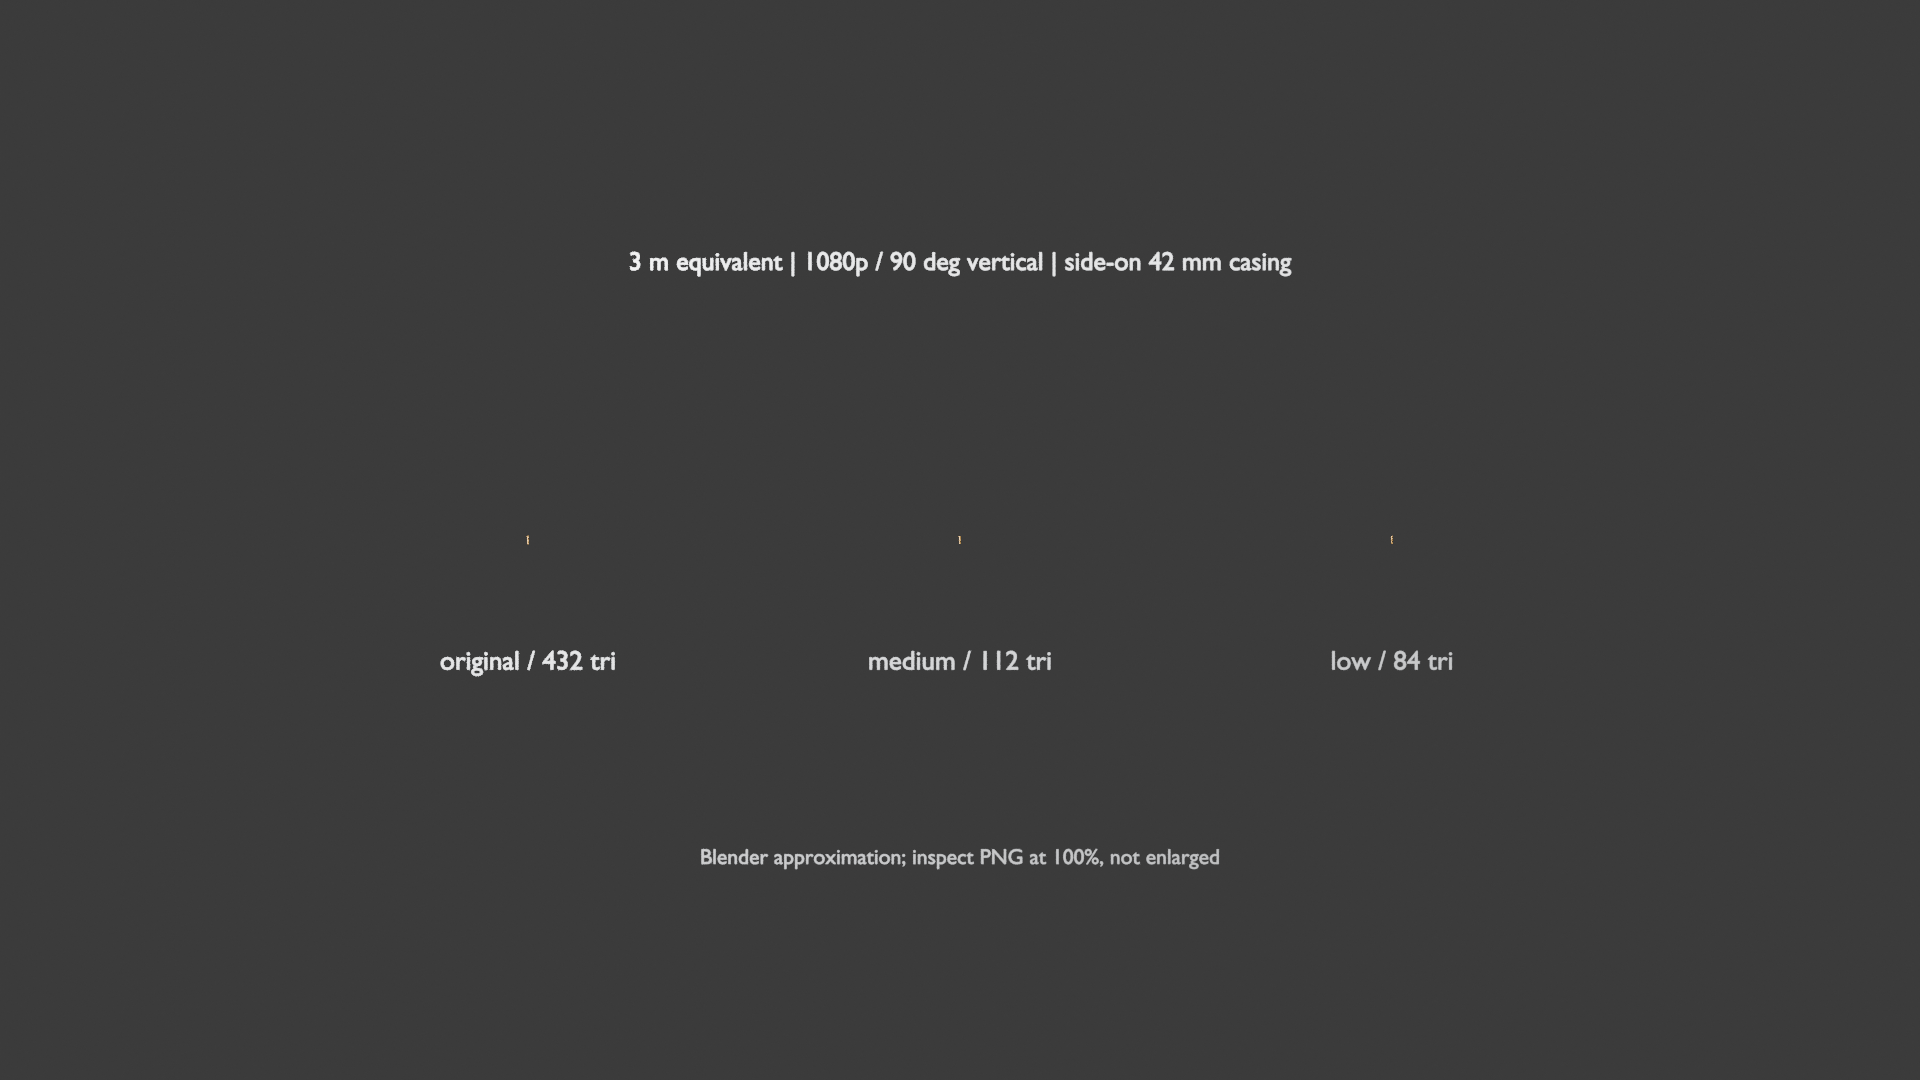 3 m equivalent | 1080p / 90 deg vertical | side-on 42 mm casing
original / 432 tri
medium / 112 tri
low / 84 tri
Blender approximation; inspect PNG at 100%, not enlarged